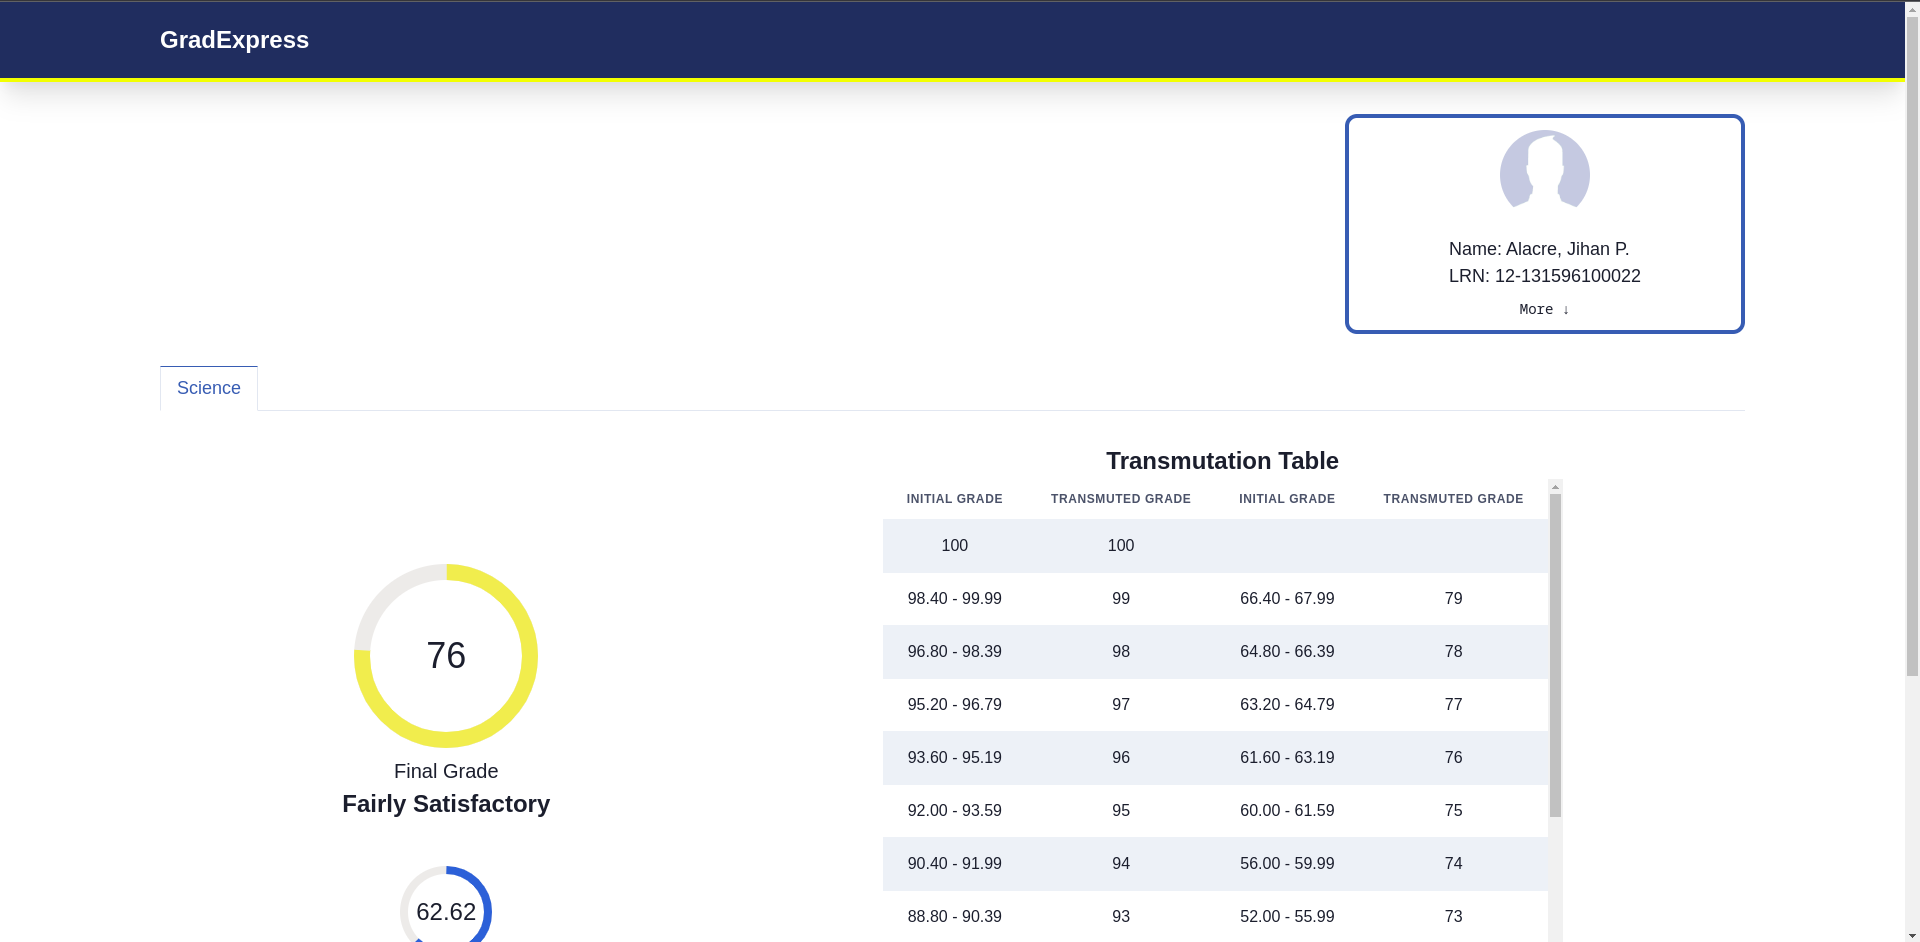 GradExpress
Name: Alacre, Jihan P.
LRN: 12-131596100022
More ↓
Science
76
Final Grade
Fairly Satisfactory
62.62
Transmutation Table
INITIAL GRADE TRANSMUTED GRADE INITIAL GRADE TRANSMUTED GRADE
100 100
98.40 - 99.99 99 66.40 - 67.99 79
96.80 - 98.39 98 64.80 - 66.39 78
95.20 - 96.79 97 63.20 - 64.79 77
93.60 - 95.19 96 61.60 - 63.19 76
92.00 - 93.59 95 60.00 - 61.59 75
90.40 - 91.99 94 56.00 - 59.99 74
88.80 - 90.39 93 52.00 - 55.99 73